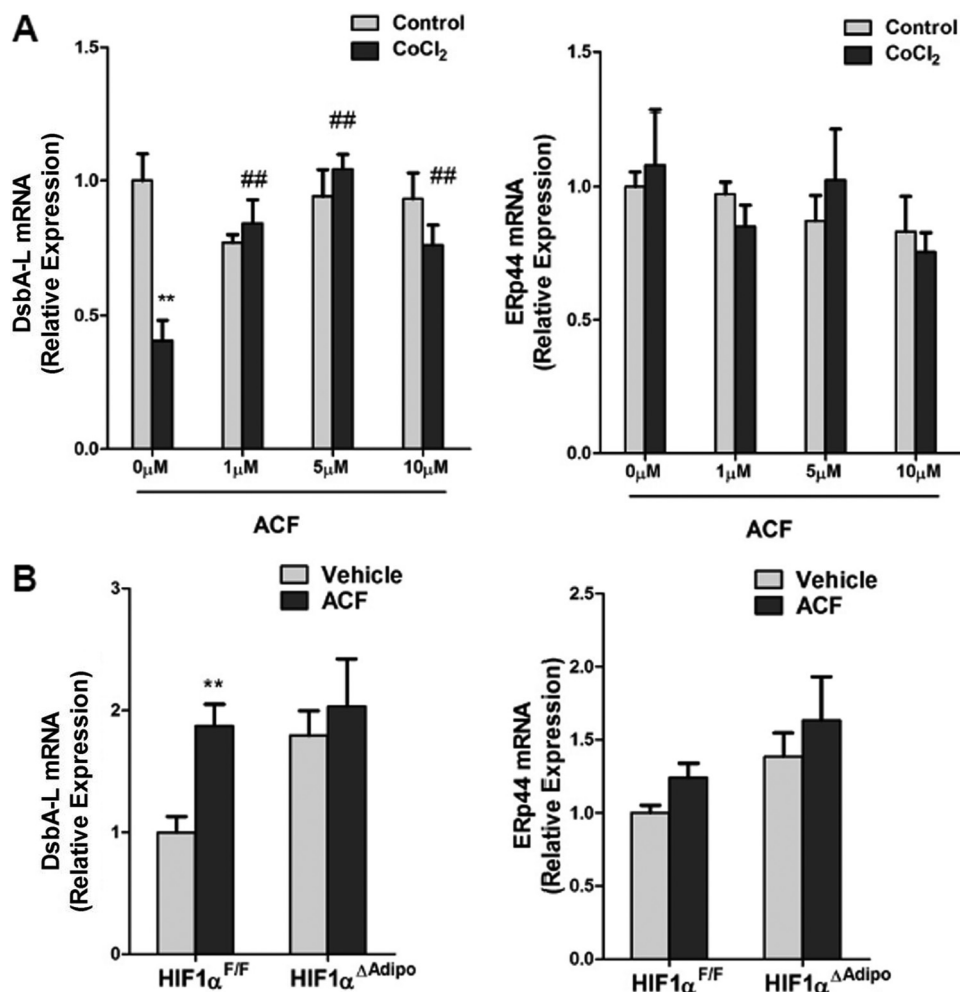 A
Control
CoCl₂
DsbA-L mRNA
(Relative Expression)
1.5
1.0
0.5
0.0
**
##
##
##
0μM 1μM 5μM 10μM
ACF
Control
CoCl₂
ERp44 mRNA
(Relative Expression)
1.5
1.0
0.5
0.0
0μM 1μM 5μM 10μM
ACF
B
Vehicle
ACF
DsbA-L mRNA
(Relative Expression)
3
2
1
0
**
HIF1α^F/F HIF1α^ΔAdipo
Vehicle
ACF
ERp44 mRNA
(Relative Expression)
2.5
2.0
1.5
1.0
0.5
0.0
HIF1α^F/F HIF1α^ΔAdipo